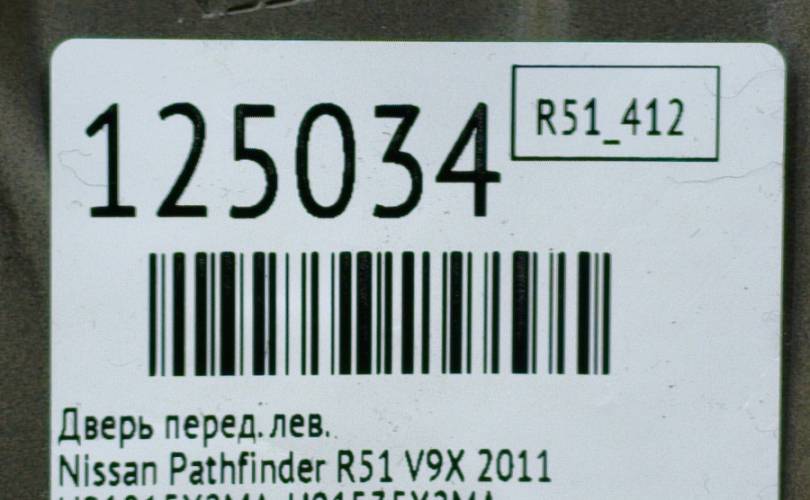 125034
R51_412
Дверь перед. лев.
Nissan Pathfinder R51 V9X 2011